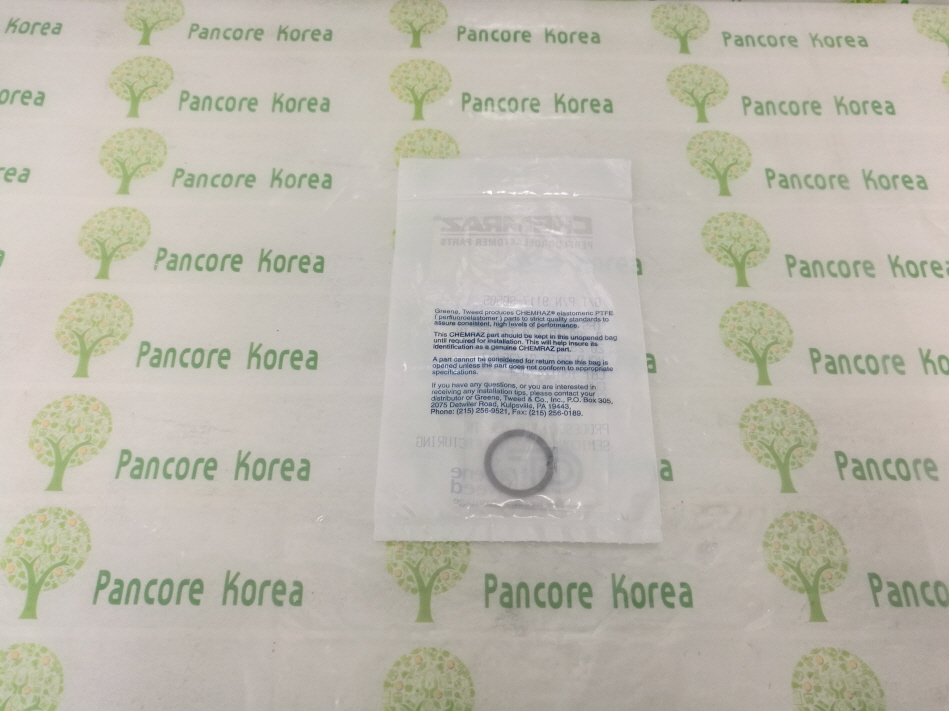 Korea
Pancore Korea
Pancore Korea
Pancore Korea
orea
Pancore Korea
Pancore Korea
Pancore Korea
rea
Pancore Korea
Pancore Korea
Pancore Korea
Pancore Korea
Pancore Korea
Pancore Korea
Pancore Korea
Pancore
Pancore Korea
Pancore Korea
CHEMRAZ
Greene, Tweed produces CHEMRAZ® elastomeric PTFE
( perfluoroelastomer ) parts to strict quality standards to
assure consistent, high levels of performance.
This CHEMRAZ part should be kept in this unopened bag
until required for installation. This will help insure its
identification as a genuine CHEMRAZ part.
A part cannot be considered for return once this bag is
opened unless the part does not conform to appropriate
specifications.
If you have any questions, or you are interested in
receiving any installation tips, please contact your
distributor or Greene, Tweed & Co., Inc., P.O. Box 305,
2075 Detwiler Road, Kulpsville, PA 19443,
Phone: (215) 256-9521, Fax: (215) 256-0189.